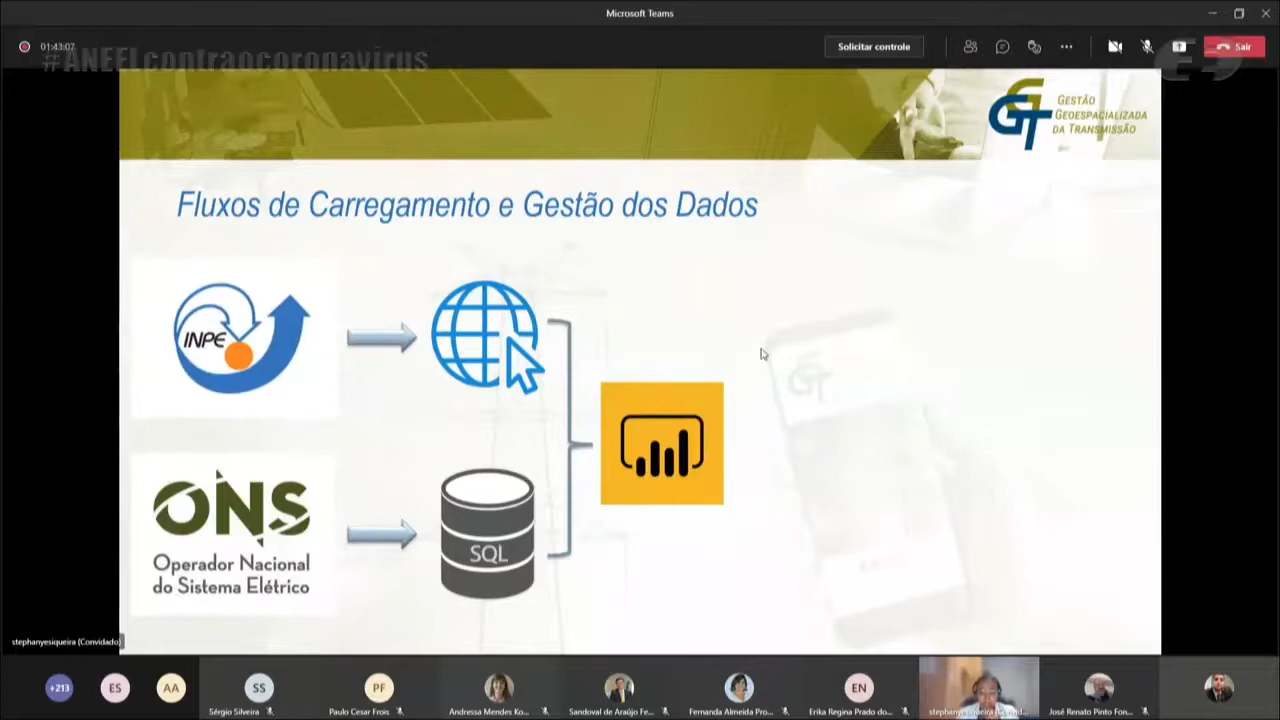 Microsoft Teams
01:43:07
#ANEELcontraocoronavirus
Solicitar controle
Sair
GESTÃO
GEOESPACIALIZADA
DA TRANSMISSÃO
Fluxos de Carregamento e Gestão dos Dados
INPE
ONS
Operador Nacional
do Sistema Elétrico
SQL
stephanyesiqueira (Convidado)
+213
ES
AA
SS
Sérgio Silveira
PF
Paulo Cesar Frois
Andressa Mendes Ko...
Sandoval de Araújo Fe...
Fernanda Almeida Pro...
EN
Erika Regina Prado do...
stephanyesiqueira (Convid...
José Renato Pinto Fon...